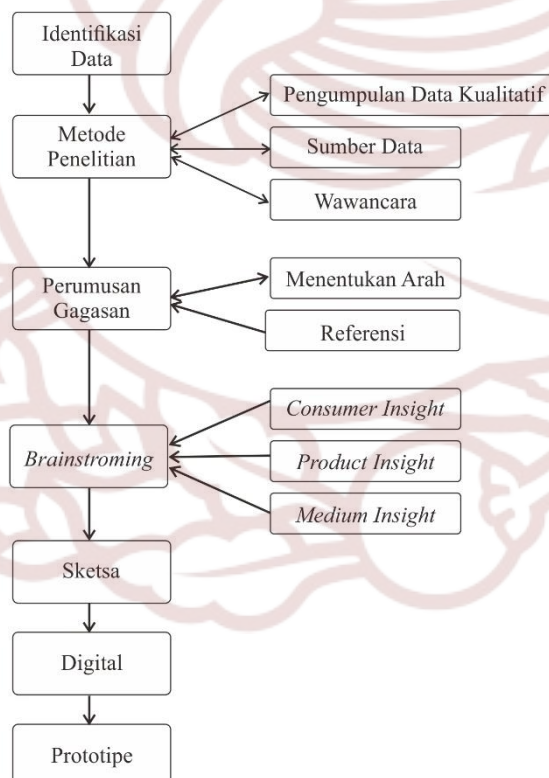 Identifikasi
Data
Metode
Penelitian
Pengumpulan Data Kualitatif
Sumber Data
Wawancara
Perumusan
Gagasan
Menentukan Arah
Referensi
Brainstroming
Consumer Insight
Product Insight
Medium Insight
Sketsa
Digital
Prototipe